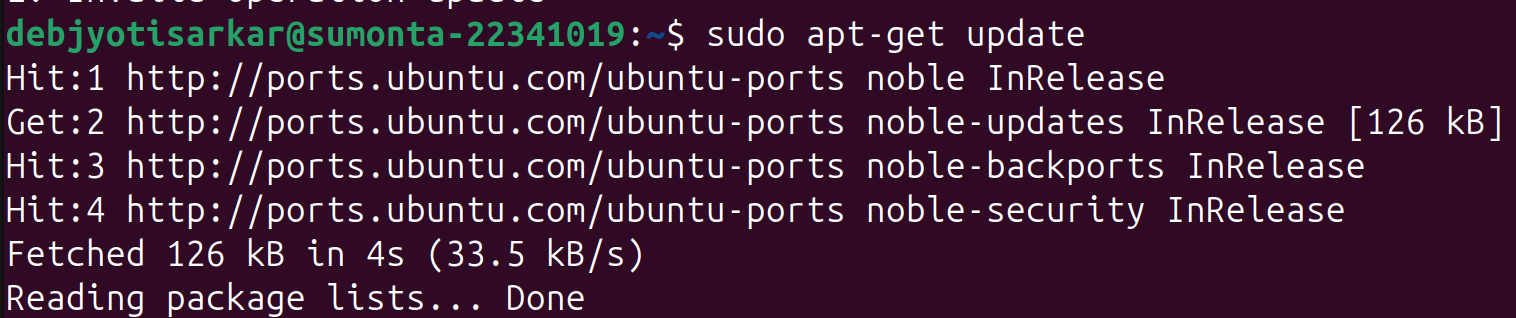 debjyotisarkar@sumonta-22341019:~$ sudo apt-get update
Hit:1 http://ports.ubuntu.com/ubuntu-ports noble InRelease
Get:2 http://ports.ubuntu.com/ubuntu-ports noble-updates InRelease [126 kB]
Hit:3 http://ports.ubuntu.com/ubuntu-ports noble-backports InRelease
Hit:4 http://ports.ubuntu.com/ubuntu-ports noble-security InRelease
Fetched 126 kB in 4s (33.5 kB/s)
Reading package lists... Done